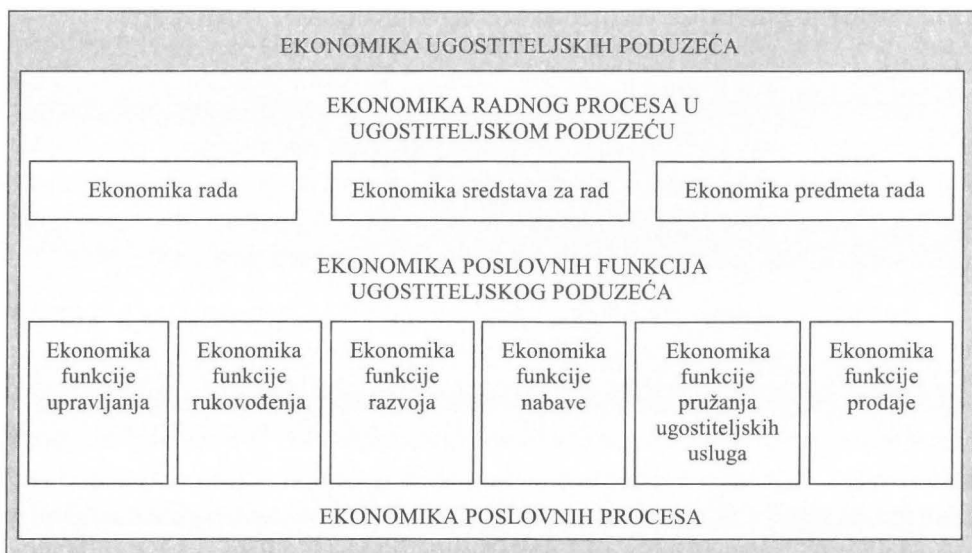 EKONOMIKA UGOSTITELJSKIH PODUZEĆA
EKONOMIKA RADNOG PROCESA U
UGOSTITELJSKOM PODUZEĆU
Ekonomika rada
Ekonomika sredstava za rad
Ekonomika predmeta rada
EKONOMIKA POSLOVNIH FUNKCIJA
UGOSTITELJSKOG PODUZEĆA
Ekonomika
funkcije
upravljanja
Ekonomika
funkcije
rukovođenja
Ekonomika
funkcije
razvoja
Ekonomika
funkcije
nabave
Ekonomika
funkcije
pružanja
ugostiteljskih
usluga
Ekonomika
funkcije
prodaje
EKONOMIKA POSLOVNIH PROCESA